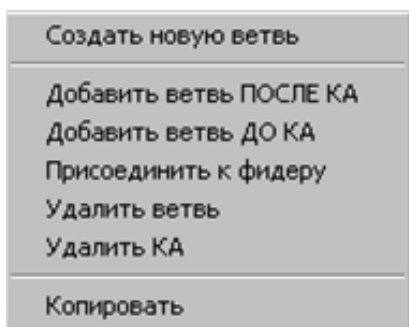 Создать новую ветвь
Добавить ветвь ПОСЛЕ КА
Добавить ветвь ДО КА
Присоединить к фидеру
Удалить ветвь
Удалить КА
Копировать